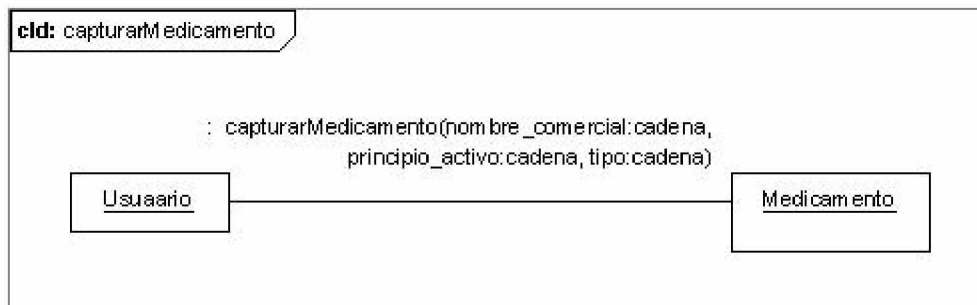 cld: capturarMedicamento
: capturarMedicamento(nombre_comercial:cadena,
principio_activo:cadena, tipo:cadena)
Usuaario
Medicamento